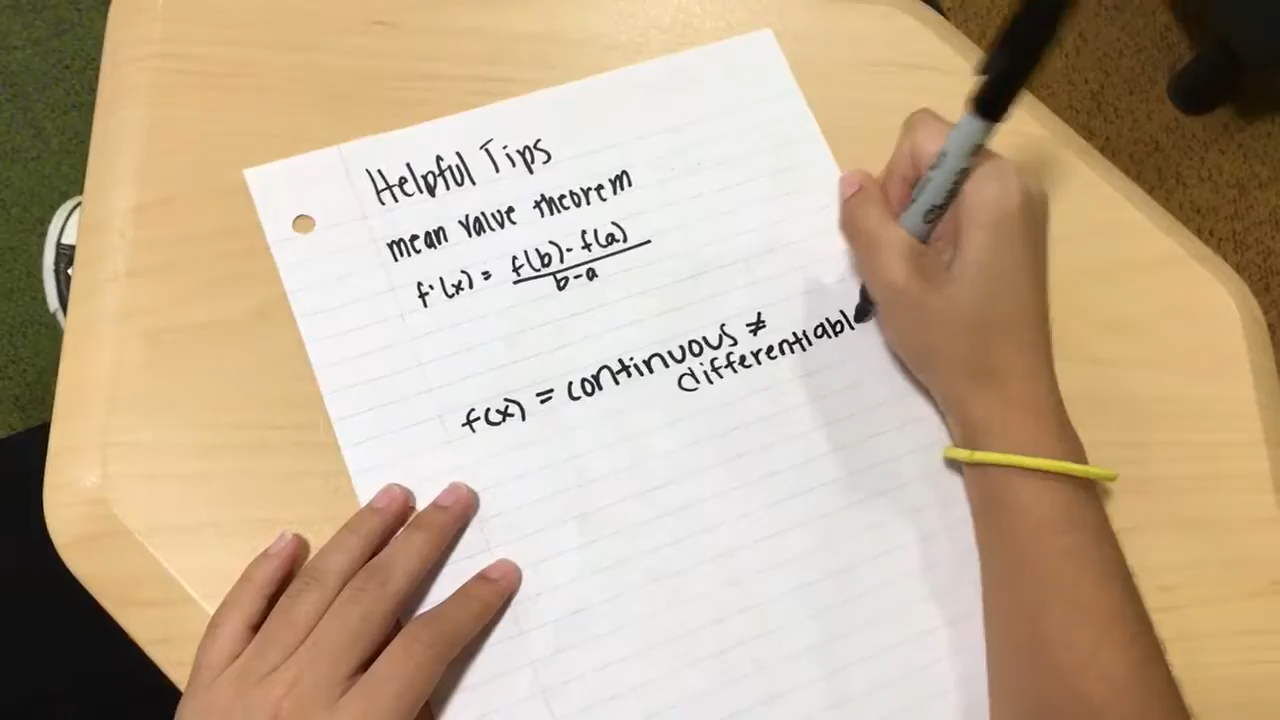 Helpful Tips
mean value theorem
f'(x) = f(b)-f(a)
b-a
f(x) = continuous ≠
differentiabl